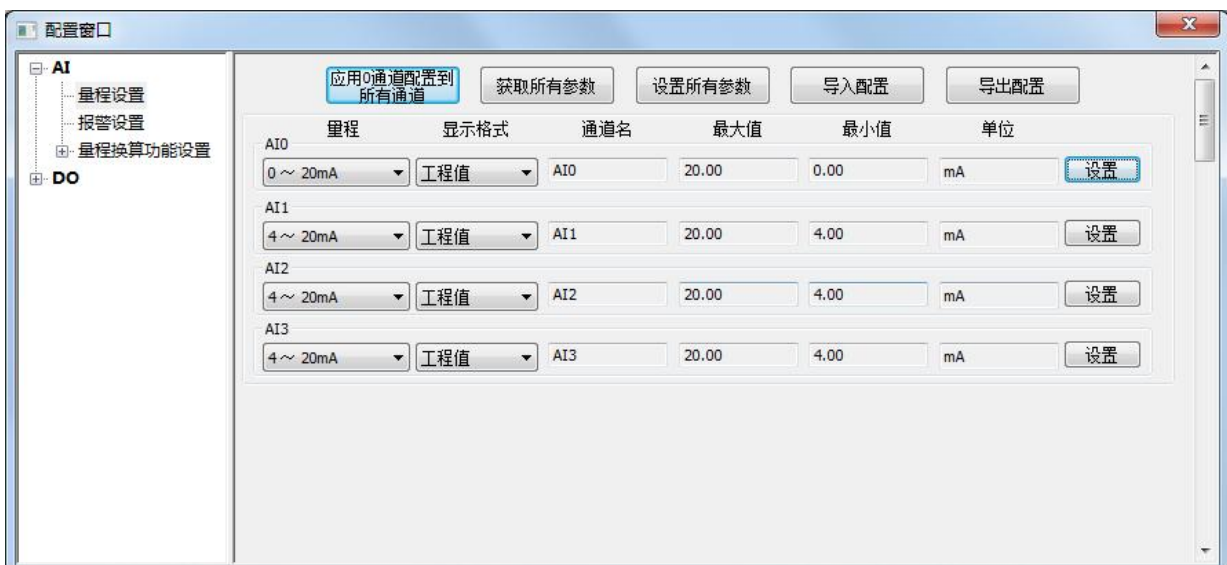 配置窗口
AI
量程设置
报警设置
量程换算功能设置
DO
应用0通道配置到
所有通道
获取所有参数
设置所有参数
导入配置
导出配置
量程 显示格式 通道名 最大值 最小值 单位
AI0
0～20mA 工程值 AI0 20.00 0.00 mA 设置
AI1
4～20mA 工程值 AI1 20.00 4.00 mA 设置
AI2
4～20mA 工程值 AI2 20.00 4.00 mA 设置
AI3
4～20mA 工程值 AI3 20.00 4.00 mA 设置